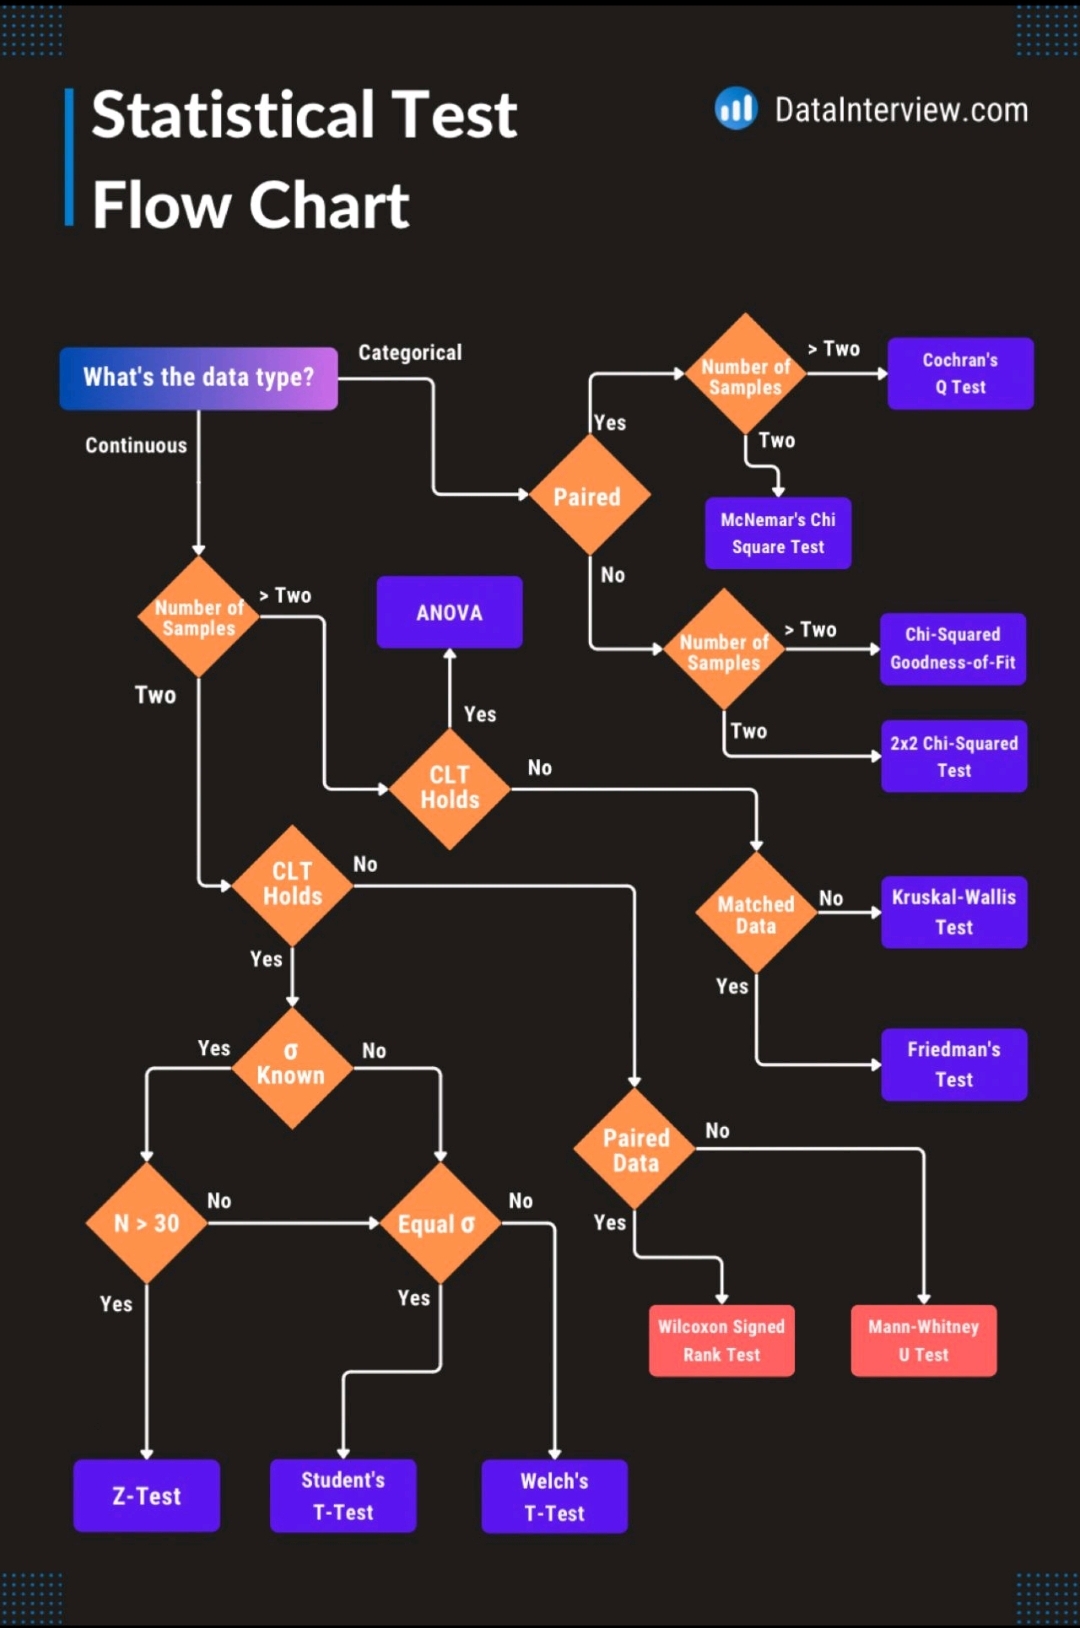 Statistical Test
Flow Chart
DataInterview.com
What's the data type?
Categorical
Continuous
Number of
Samples
> Two
Cochran's
Q Test
Two
Yes
Paired
McNemar's Chi
Square Test
No
Number of
Samples
> Two
Chi-Squared
Goodness-of-Fit
Two
2x2 Chi-Squared
Test
Number of
Samples
> Two
Two
ANOVA
Yes
CLT
Holds
No
CLT
Holds
No
Yes
Matched
Data
No
Kruskal-Wallis
Test
Yes
Friedman's
Test
σ
Known
Yes
No
Paired
Data
No
Yes
N > 30
No
Equal σ
No
Yes
Yes
Wilcoxon Signed
Rank Test
Mann-Whitney
U Test
Z-Test
Student's
T-Test
Welch's
T-Test